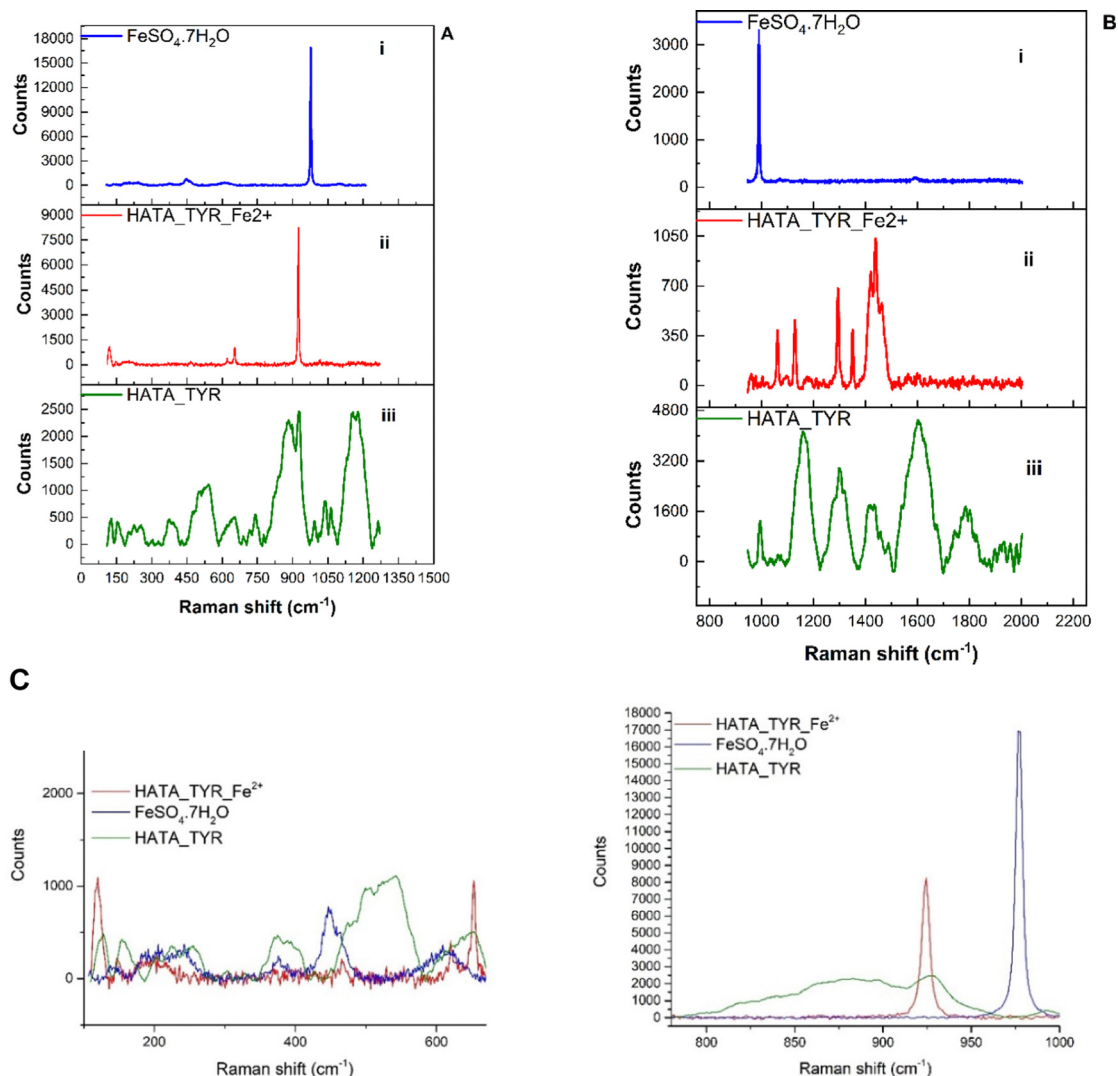 A
FeSO₄.7H₂O
i
18000
15000
12000
9000
6000
3000
0
Counts
HATA_TYR_Fe2+
ii
9000
7500
6000
4500
3000
1500
0
Counts
HATA_TYR
iii
2500
2000
1500
1000
500
0
Counts
0 150 300 450 600 750 900 1050 1200 1350 1500
Raman shift (cm⁻¹)
B
FeSO₄.7H₂O
i
3000
2000
1000
0
Counts
HATA_TYR_Fe2+
ii
1050
700
350
0
Counts
HATA_TYR
iii
4800
3200
1600
0
Counts
800 1000 1200 1400 1600 1800 2000 2200
Raman shift (cm⁻¹)
C
HATA_TYR_Fe²⁺
FeSO₄.7H₂O
HATA_TYR
2000
1000
0
Counts
200 400 600
Raman shift (cm⁻¹)
HATA_TYR_Fe²⁺
FeSO₄.7H₂O
HATA_TYR
18000
17000
16000
15000
14000
13000
12000
11000
10000
9000
8000
7000
6000
5000
4000
3000
2000
1000
0
Counts
800 850 900 950 1000
Raman shift (cm⁻¹)